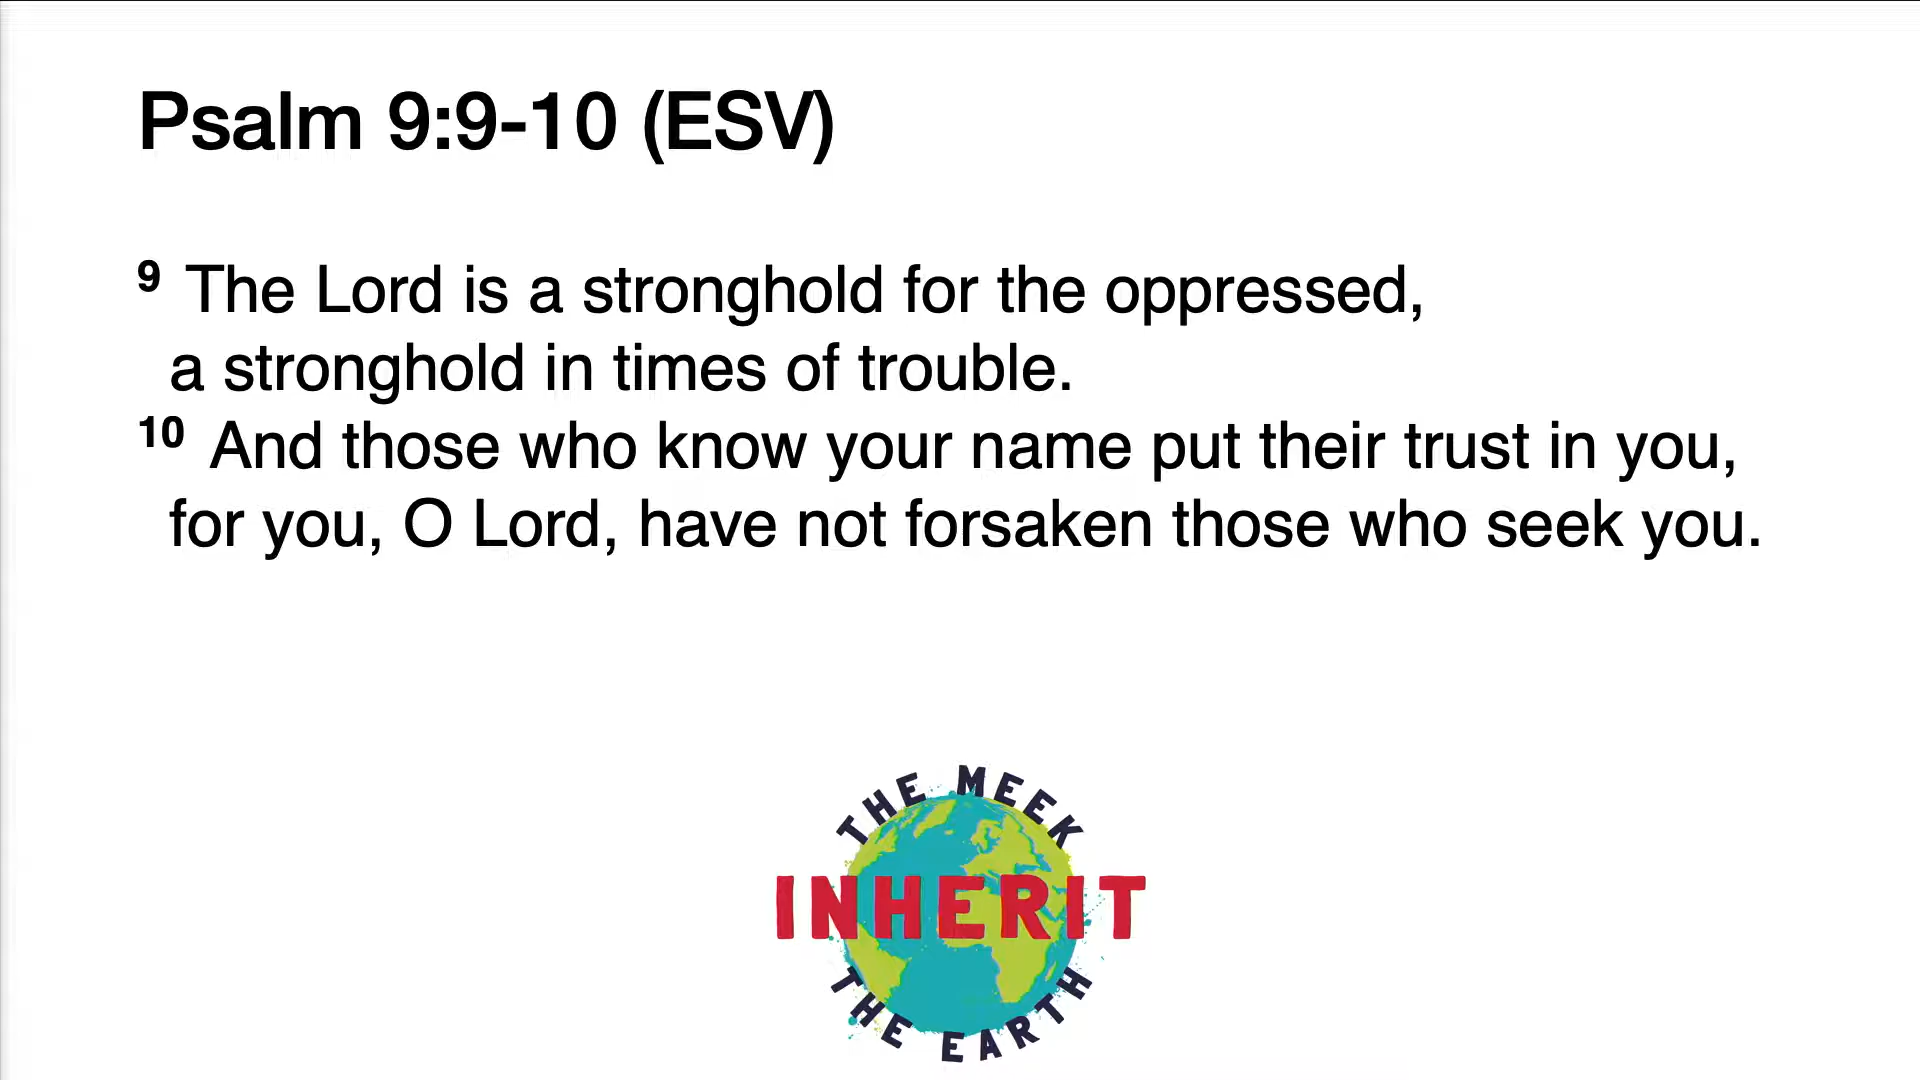 Psalm 9:9-10 (ESV)
9 The Lord is a stronghold for the oppressed,
a stronghold in times of trouble.
10 And those who know your name put their trust in you,
for you, O Lord, have not forsaken those who seek you.
THE MEEK
INHERIT
THE EARTH